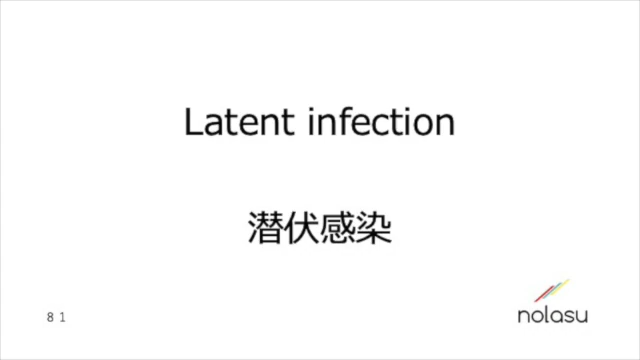 Latent infection
潜伏感染
8 1
nolasu